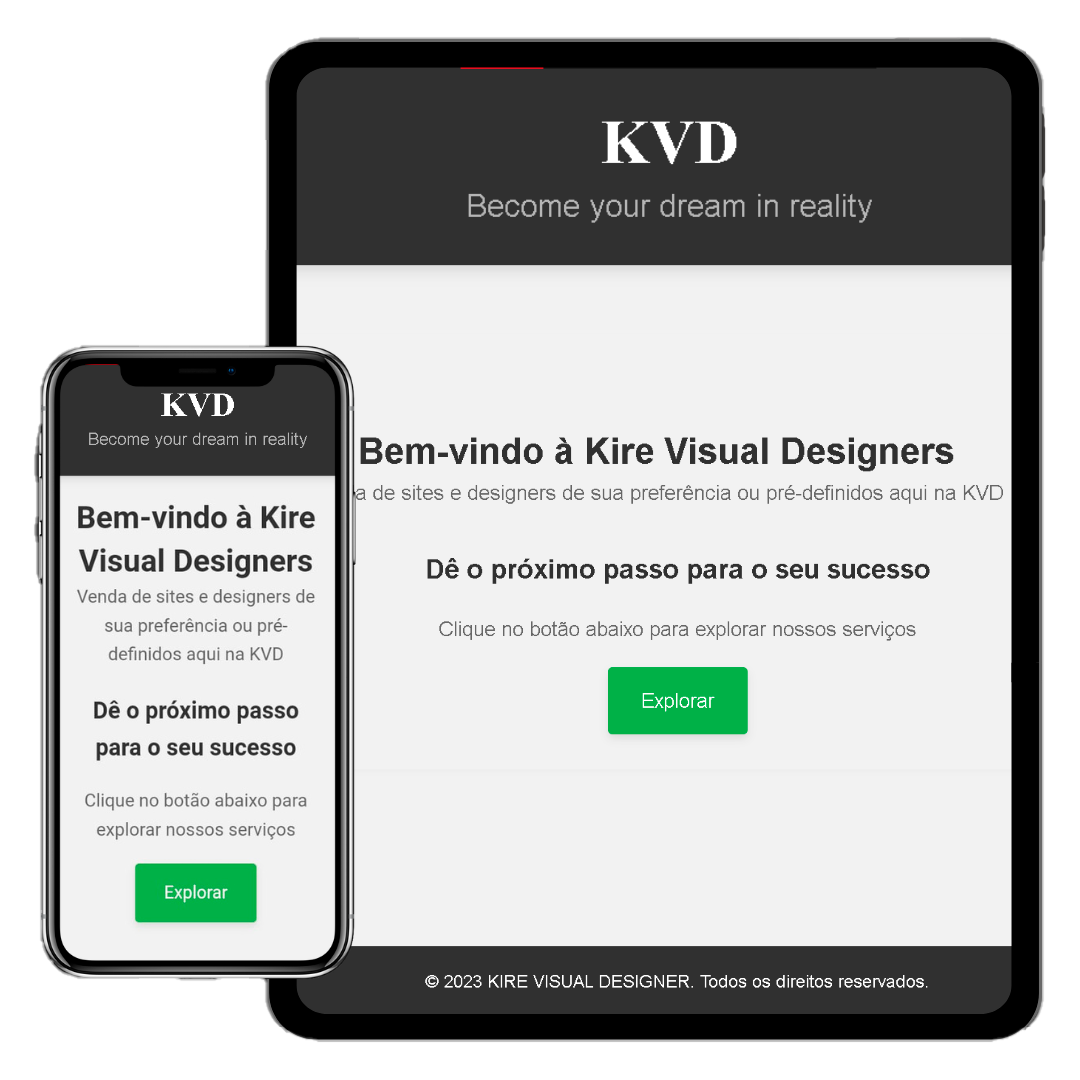 KVD
Become your dream in reality
Bem-vindo à Kire Visual Designers
a de sites e designers de sua preferência ou pré-definidos aqui na KVD
Dê o próximo passo para o seu sucesso
Clique no botão abaixo para explorar nossos serviços
Explorar
© 2023 KIRE VISUAL DESIGNER. Todos os direitos reservados.
KVD
Become your dream in reality
Bem-vindo à Kire
Visual Designers
Venda de sites e designers de
sua preferência ou pré-
definidos aqui na KVD
Dê o próximo passo
para o seu sucesso
Clique no botão abaixo para
explorar nossos serviços
Explorar